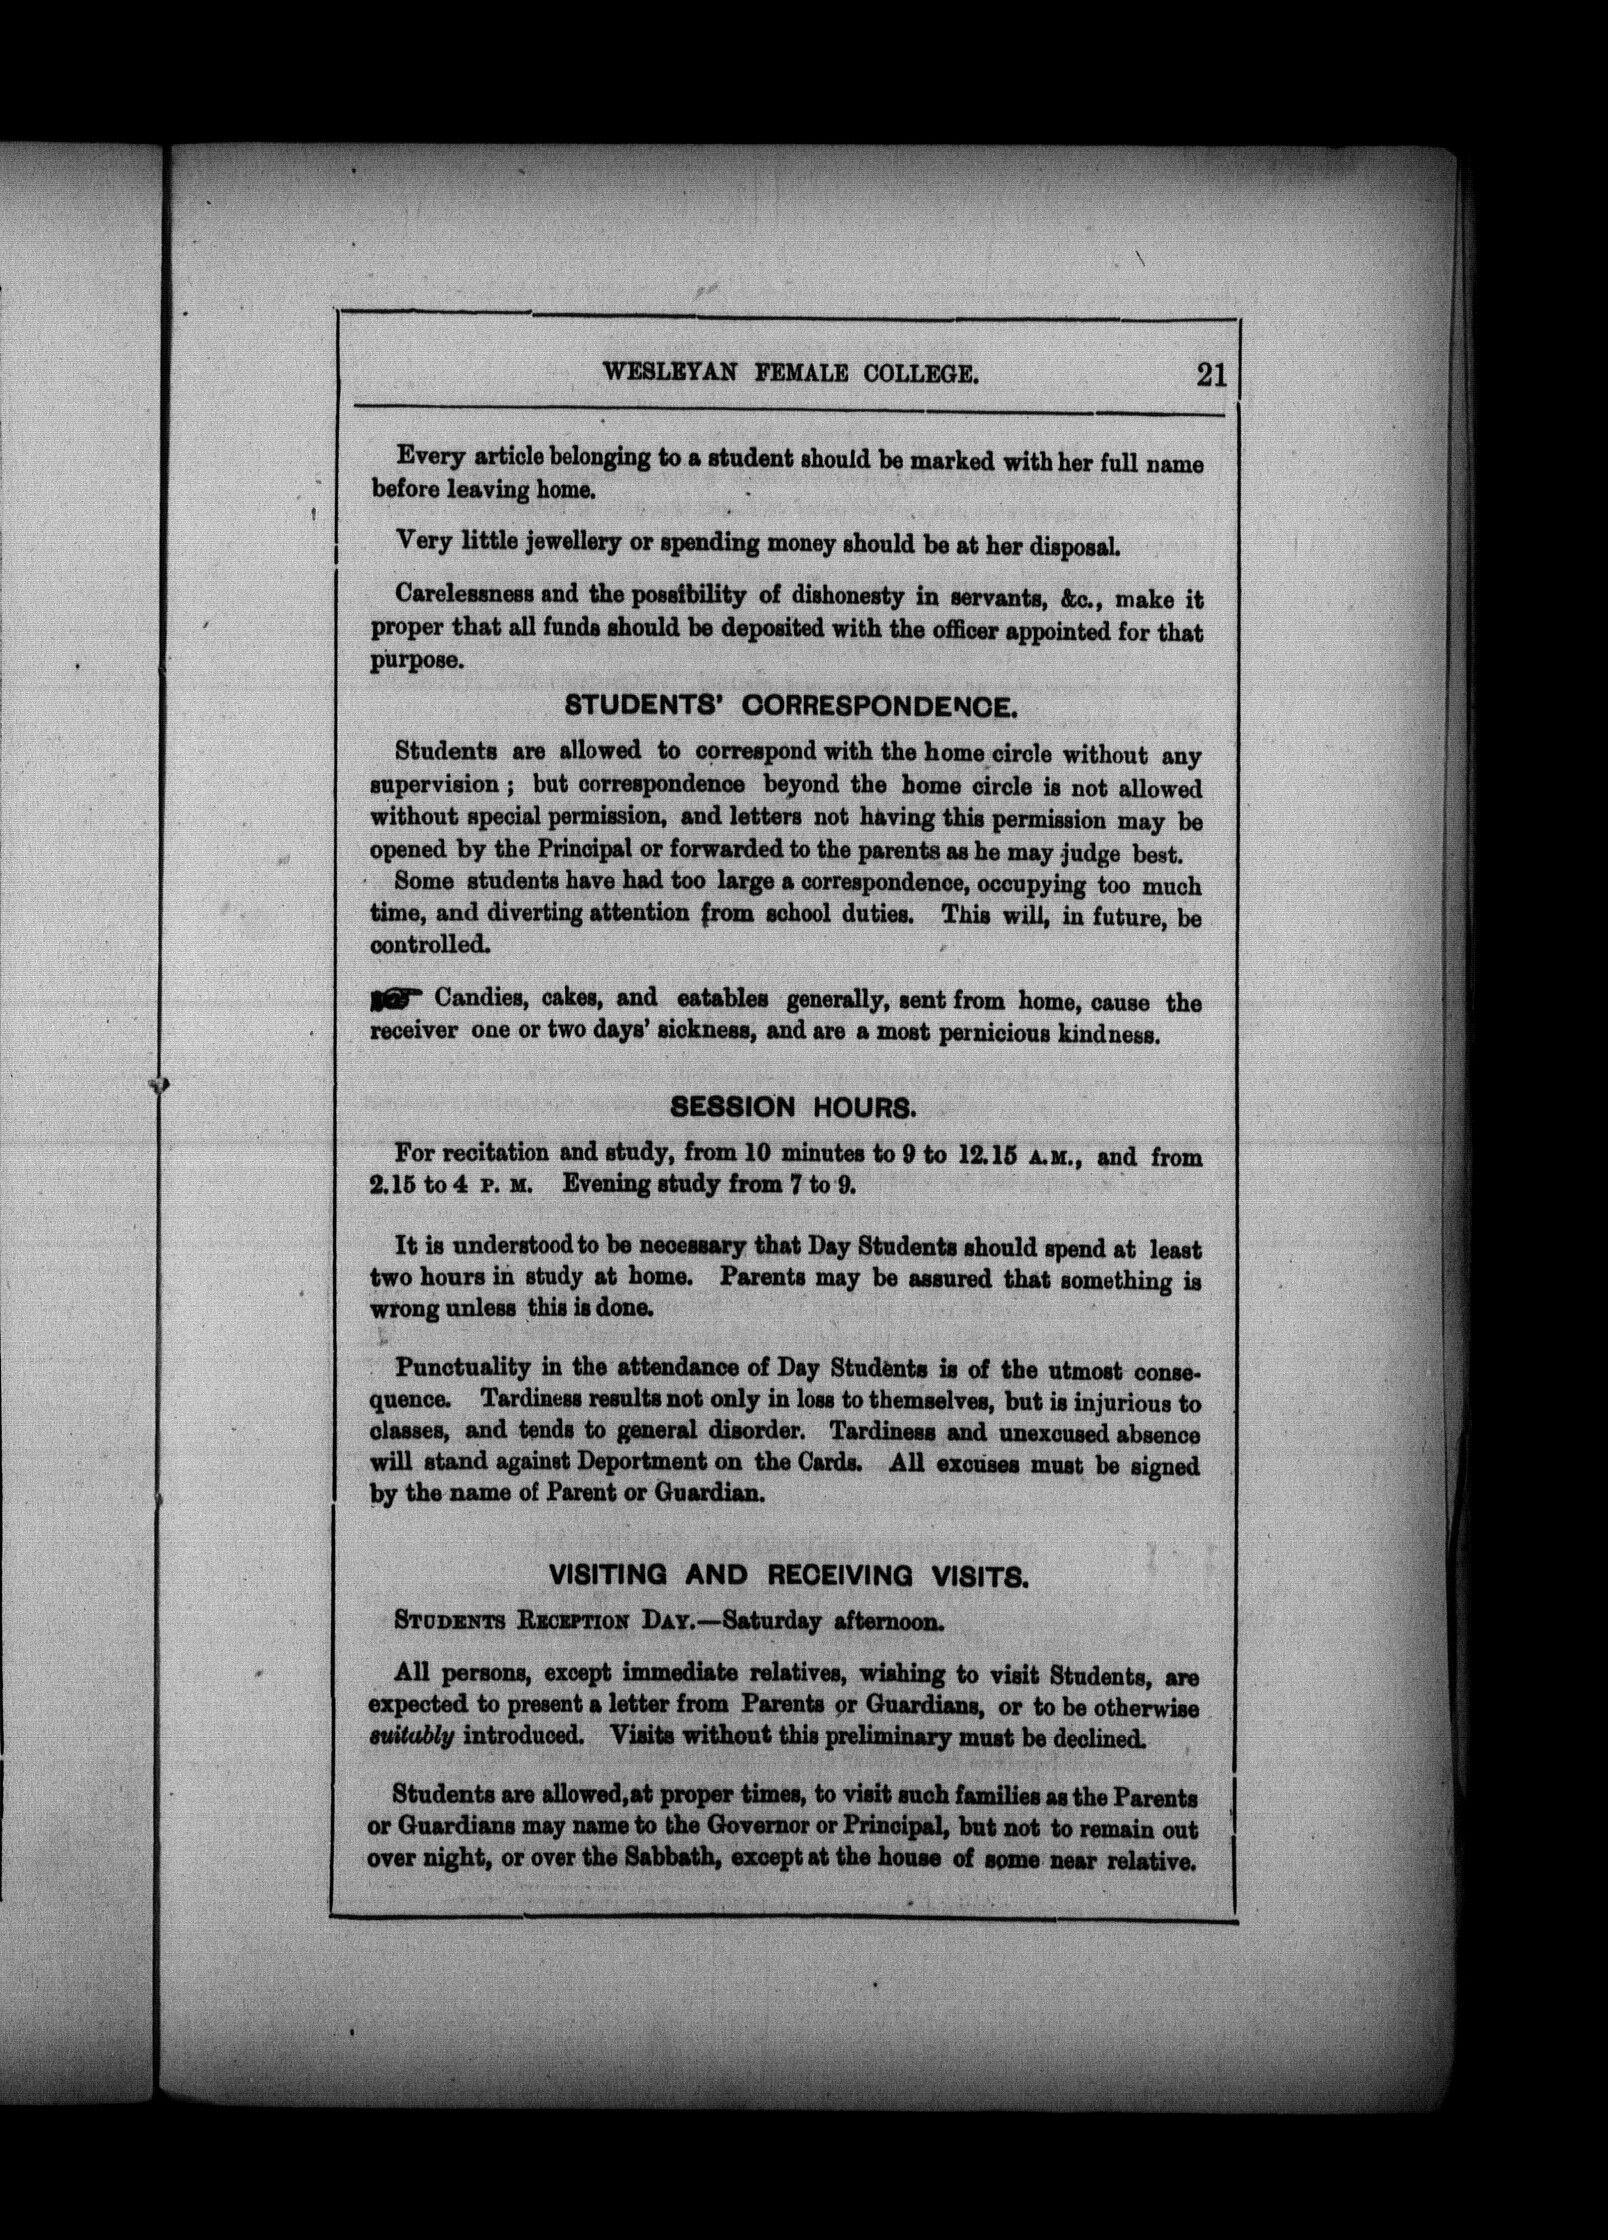 WESLEYAN FEMALE COLLEGE. 21
Every article belonging to a student should be marked with her full name
before leaving home.
Very little jewellery or spending money should be at her disposal.
Carelessness and the possibility of dishonesty in servants, &c., make it
proper that all funds should be deposited with the officer appointed for that
purpose.
STUDENTS' CORRESPONDENCE.
Students are allowed to correspond with the home circle without any
supervision ; but correspondence beyond the home circle is not allowed
without special permission, and letters not having this permission may be
opened by the Principal or forwarded to the parents as he may judge best.
Some students have had too large a correspondence, occupying too much
time, and diverting attention from school duties. This will, in future, be
controlled.
☞ Candies, cakes, and eatables generally, sent from home, cause the
receiver one or two days' sickness, and are a most pernicious kindness.
SESSION HOURS.
For recitation and study, from 10 minutes to 9 to 12.15 A.M., and from
2.15 to 4 P. M. Evening study from 7 to 9.
It is understood to be necessary that Day Students should spend at least
two hours in study at home. Parents may be assured that something is
wrong unless this is done.
Punctuality in the attendance of Day Students is of the utmost conse-
quence. Tardiness results not only in loss to themselves, but is injurious to
classes, and tends to general disorder. Tardiness and unexcused absence
will stand against Deportment on the Cards. All excuses must be signed
by the name of Parent or Guardian.
VISITING AND RECEIVING VISITS.
STUDENTS RECEPTION DAY.—Saturday afternoon.
All persons, except immediate relatives, wishing to visit Students, are
expected to present a letter from Parents or Guardians, or to be otherwise
suitably introduced. Visits without this preliminary must be declined.
Students are allowed, at proper times, to visit such families as the Parents
or Guardians may name to the Governor or Principal, but not to remain out
over night, or over the Sabbath, except at the house of some near relative.